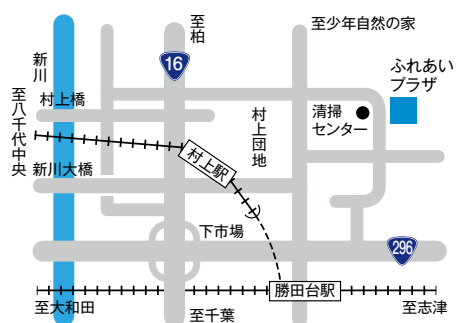 至柏
至少年自然の家
新川
16
ふれあい
プラザ
至八千代中央
村上橋
清掃
センター
村上団地
村上駅
新川大橋
下市場
296
勝田台駅
至大和田
至千葉
至志津